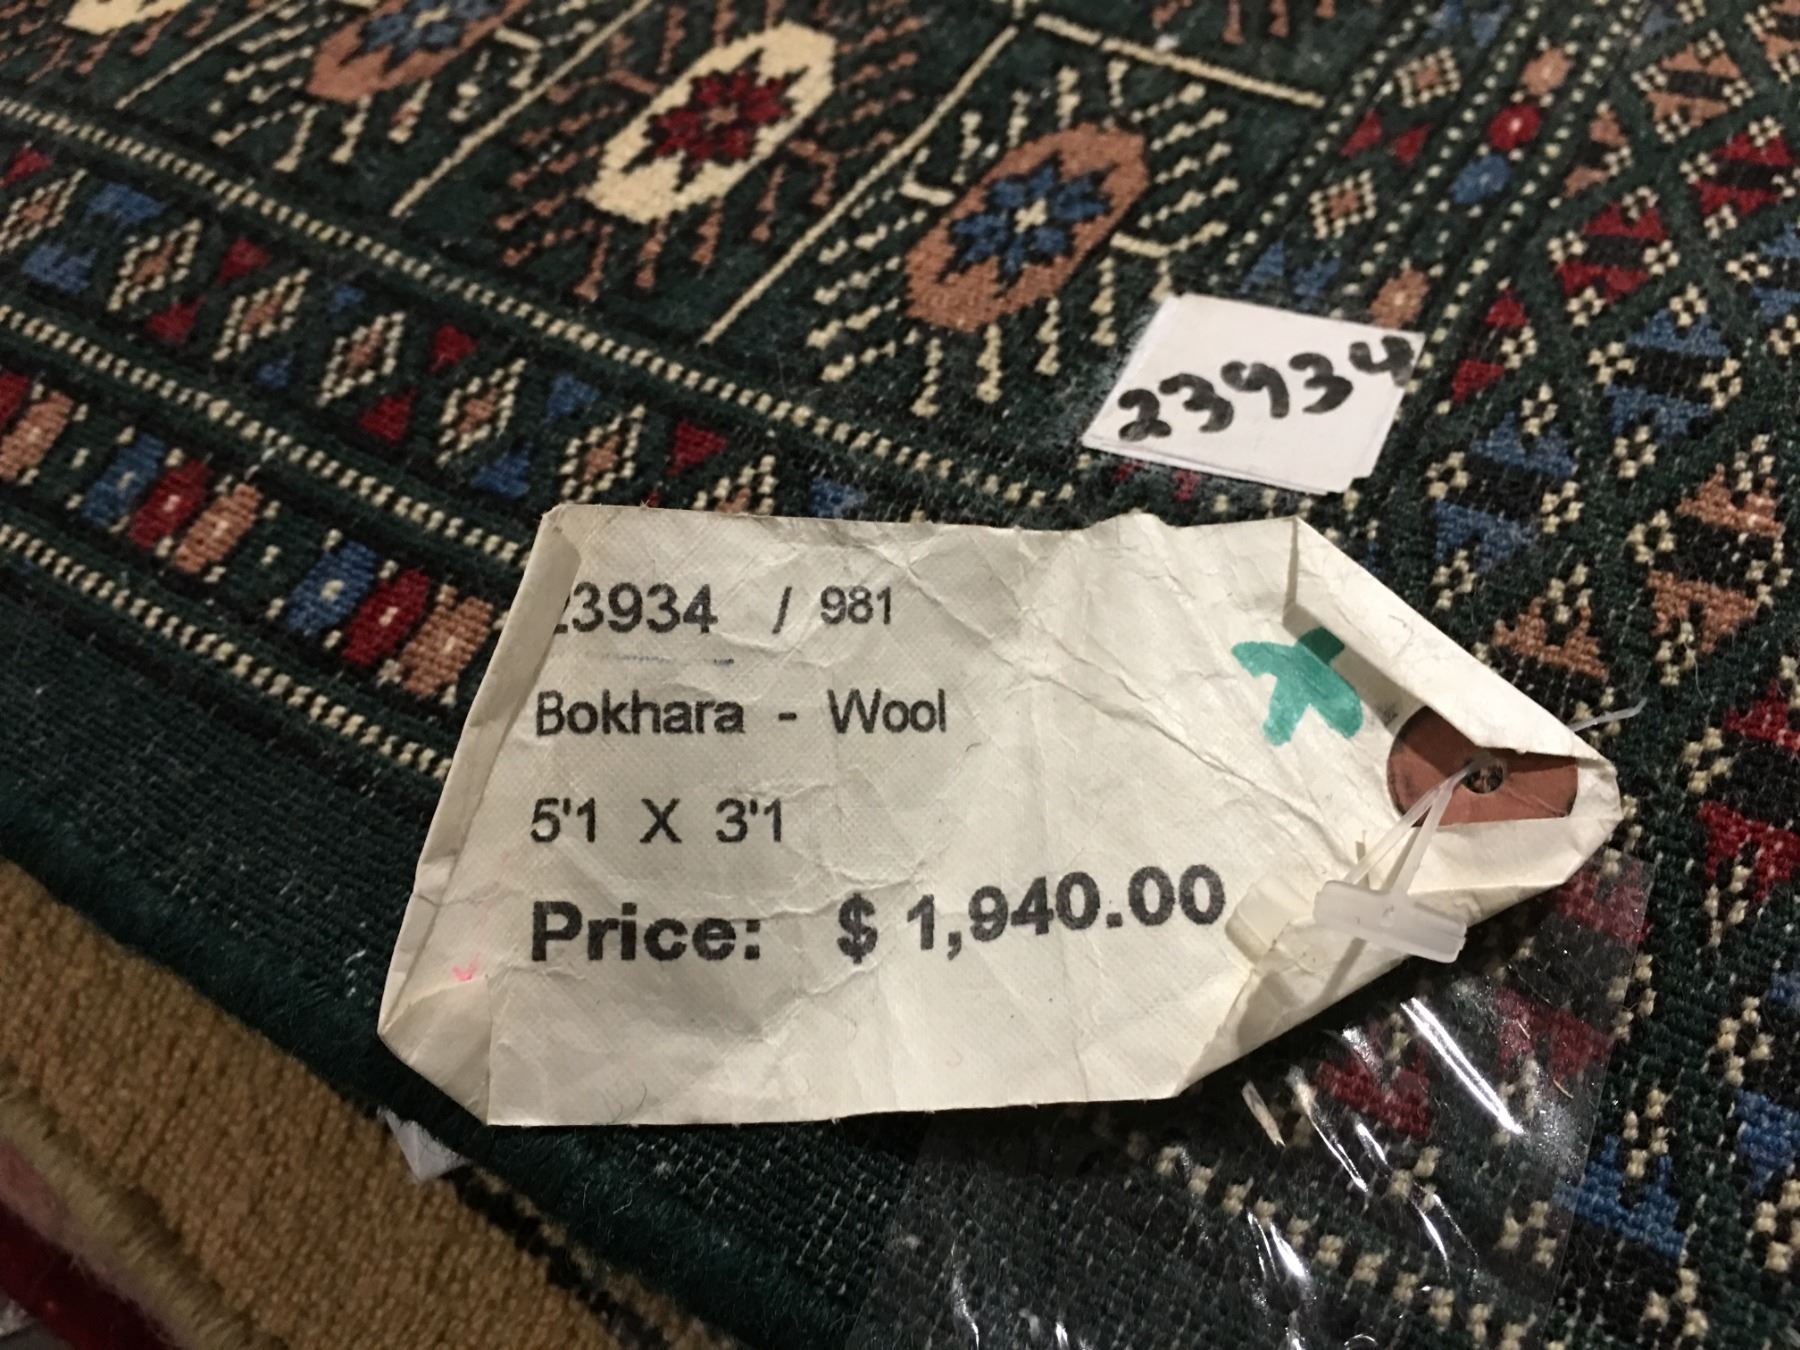 23934
23934 / 981
Bokhara - Wool
5'1 X 3'1
Price: $ 1,940.00